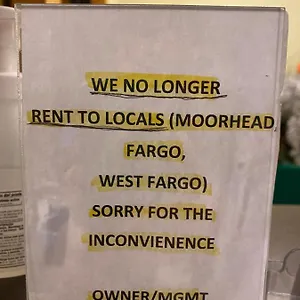 WE NO LONGER
RENT TO LOCALS (MOORHEAD
FARGO,
WEST FARGO)
SORRY FOR THE
INCONVIENENCE
OWNER/MGMT